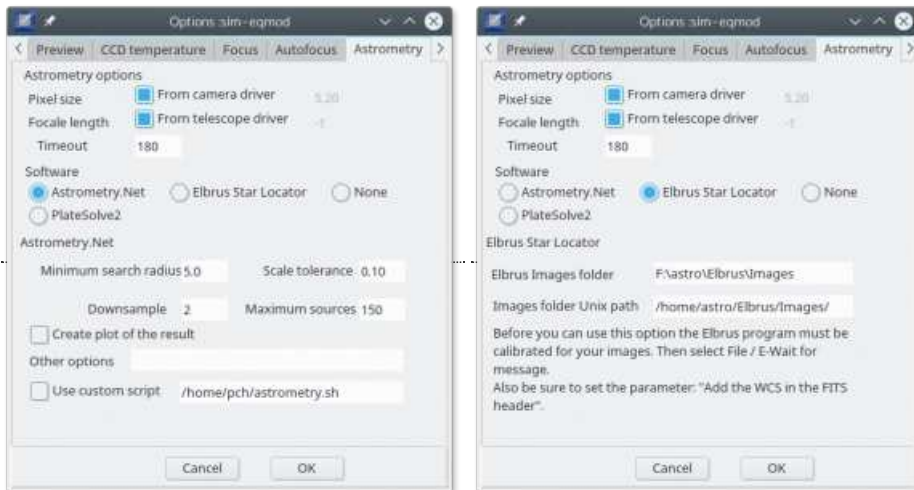 Options :sim-eqmod
Preview CCD temperature Focus Autofocus Astrometry
Astrometry options
Pixel size From camera driver 5.20
Focale length From telescope driver -1
Timeout 180
Software
Astrometry.Net Elbrus Star Locator None
PlateSolve2
Astrometry.Net
Minimum search radius 5.0 Scale tolerance 0.10
Downsample 2 Maximum sources 150
Create plot of the result
Other options
Use custom script /home/pch/astrometry.sh
Cancel OK
Options :sim-eqmod
Preview CCD temperature Focus Autofocus Astrometry
Astrometry options
Pixel size From camera driver 5.20
Focale length From telescope driver -1
Timeout 180
Software
Astrometry.Net Elbrus Star Locator None
PlateSolve2
Elbrus Star Locator
Elbrus Images folder F:\astro\Elbrus\Images
Images folder Unix path /home/astro/Elbrus/Images/
Before you can use this option the Elbrus program must be
calibrated for your images. Then select File / E-Wait for
message.
Also be sure to set the parameter: "Add the WCS in the FITS
header".
Cancel OK